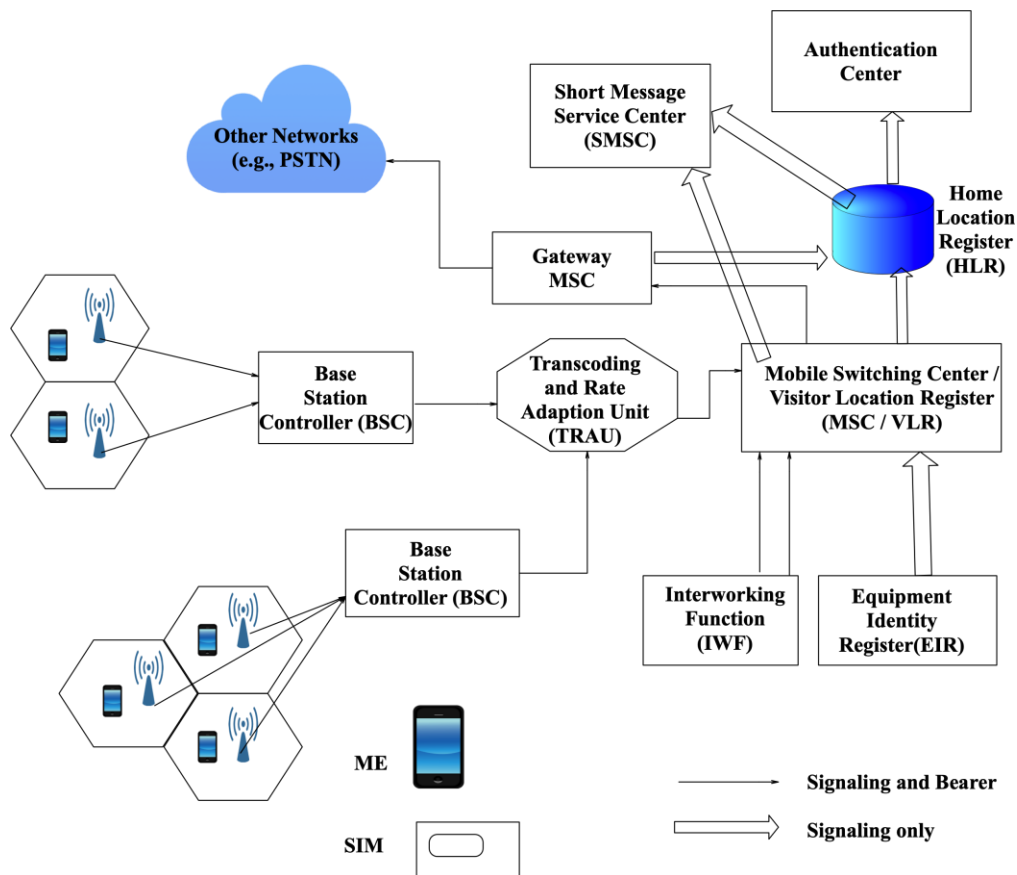 Authentication
Center
Short Message
Service Center
(SMSC)
Other Networks
(e.g., PSTN)
Home
Location
Register
(HLR)
Gateway
MSC
Base
Station
Controller (BSC)
Transcoding
and Rate
Adaption Unit
(TRAU)
Mobile Switching Center /
Visitor Location Register
(MSC / VLR)
Base
Station
Controller (BSC)
Interworking
Function
(IWF)
Equipment
Identity
Register(EIR)
ME
SIM
Signaling and Bearer
Signaling only